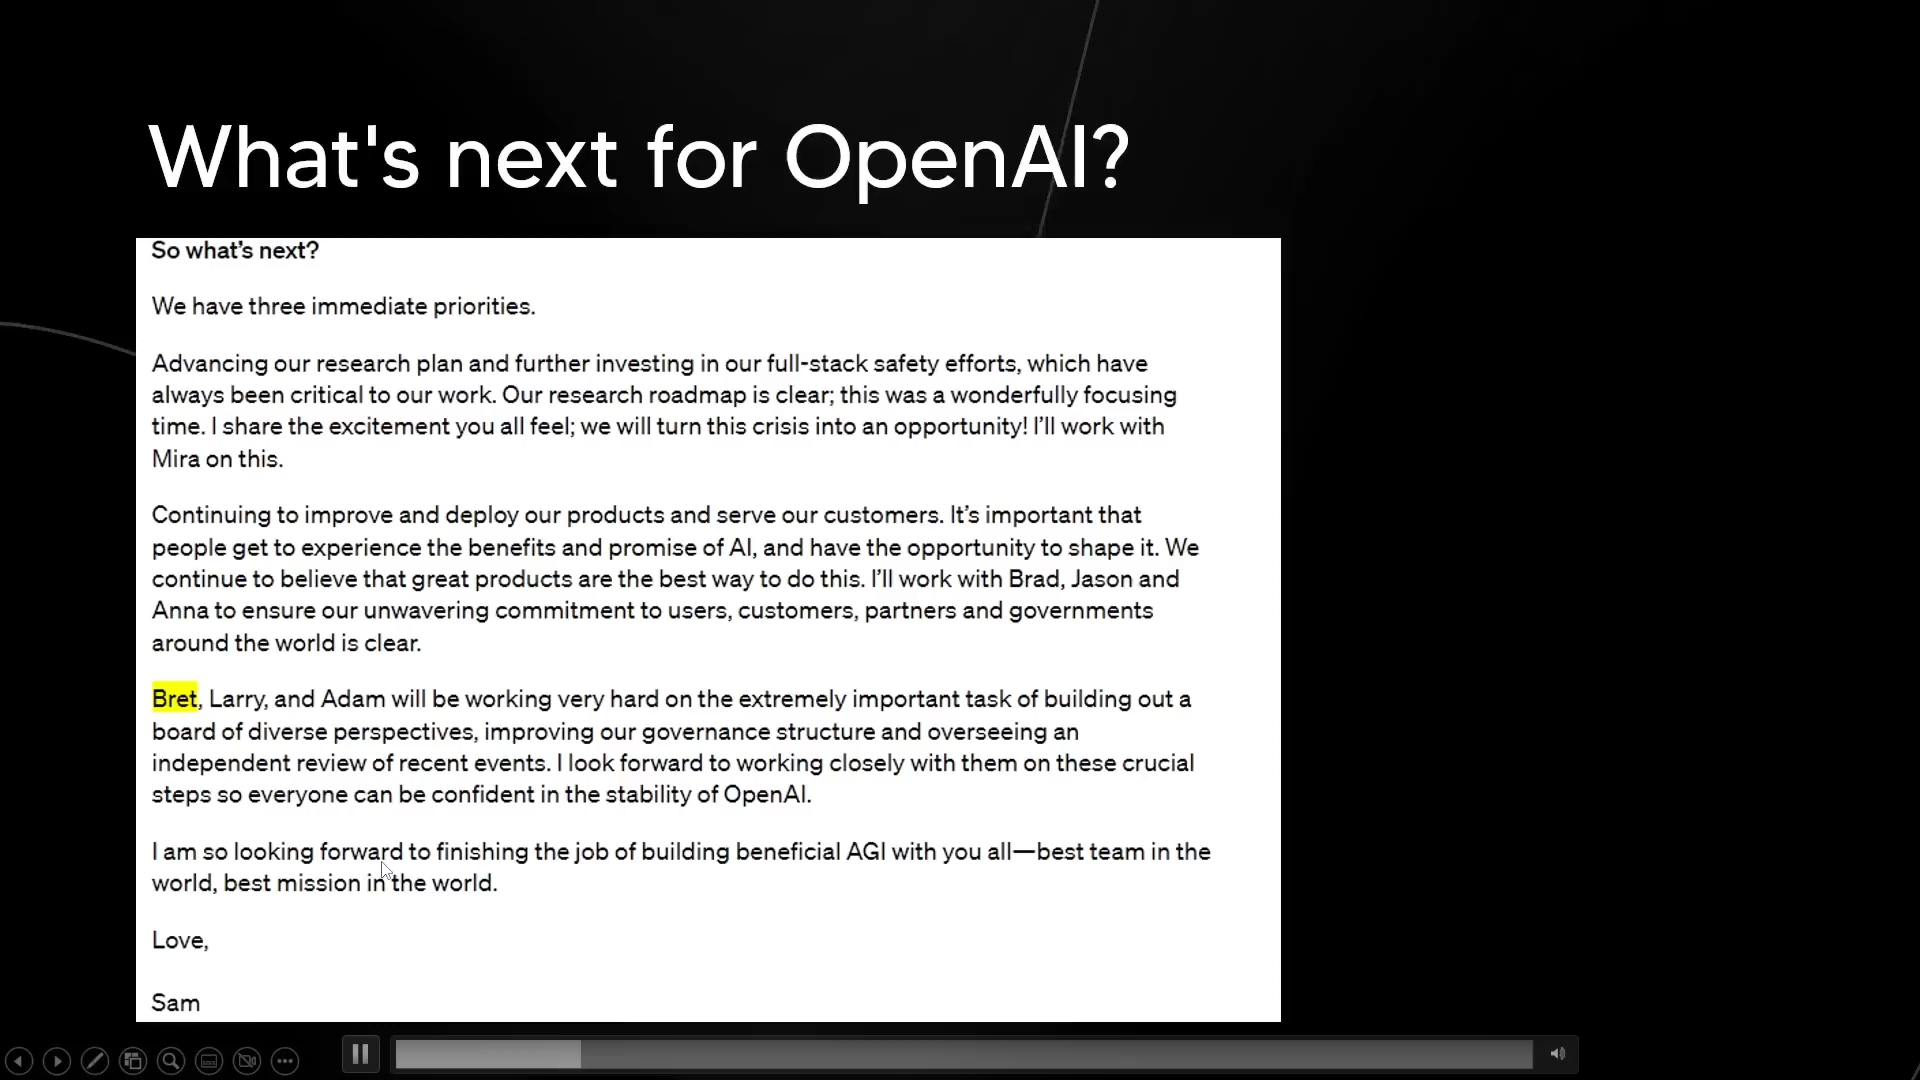 What's next for OpenAI?
So what’s next?
We have three immediate priorities.
Advancing our research plan and further investing in our full-stack safety efforts, which have
always been critical to our work. Our research roadmap is clear; this was a wonderfully focusing
time. I share the excitement you all feel; we will turn this crisis into an opportunity! I’ll work with
Mira on this.
Continuing to improve and deploy our products and serve our customers. It’s important that
people get to experience the benefits and promise of AI, and have the opportunity to shape it. We
continue to believe that great products are the best way to do this. I’ll work with Brad, Jason and
Anna to ensure our unwavering commitment to users, customers, partners and governments
around the world is clear.
Bret, Larry, and Adam will be working very hard on the extremely important task of building out a
board of diverse perspectives, improving our governance structure and overseeing an
independent review of recent events. I look forward to working closely with them on these crucial
steps so everyone can be confident in the stability of OpenAI.
I am so looking forward to finishing the job of building beneficial AGI with you all—best team in the
world, best mission in the world.
Love,
Sam